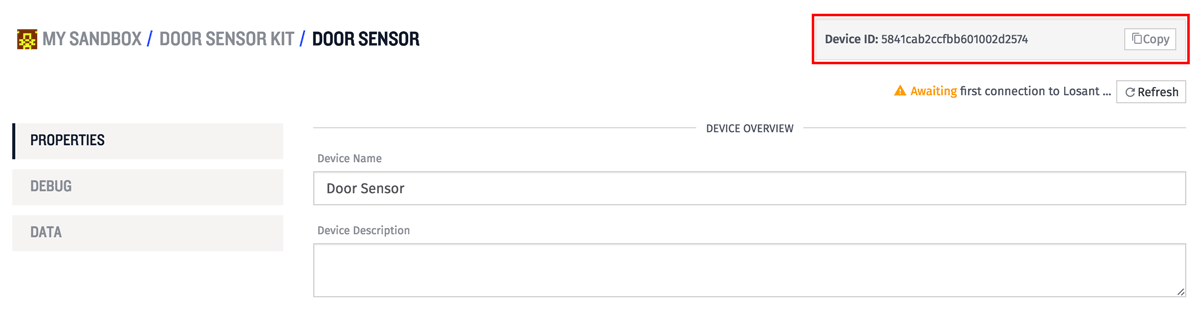 MY SANDBOX / DOOR SENSOR KIT / DOOR SENSOR
Device ID: 5841cab2ccfbb601002d2574
Copy
Awaiting first connection to Losant ...
Refresh
PROPERTIES
DEBUG
DATA
DEVICE OVERVIEW
Device Name
Door Sensor
Device Description